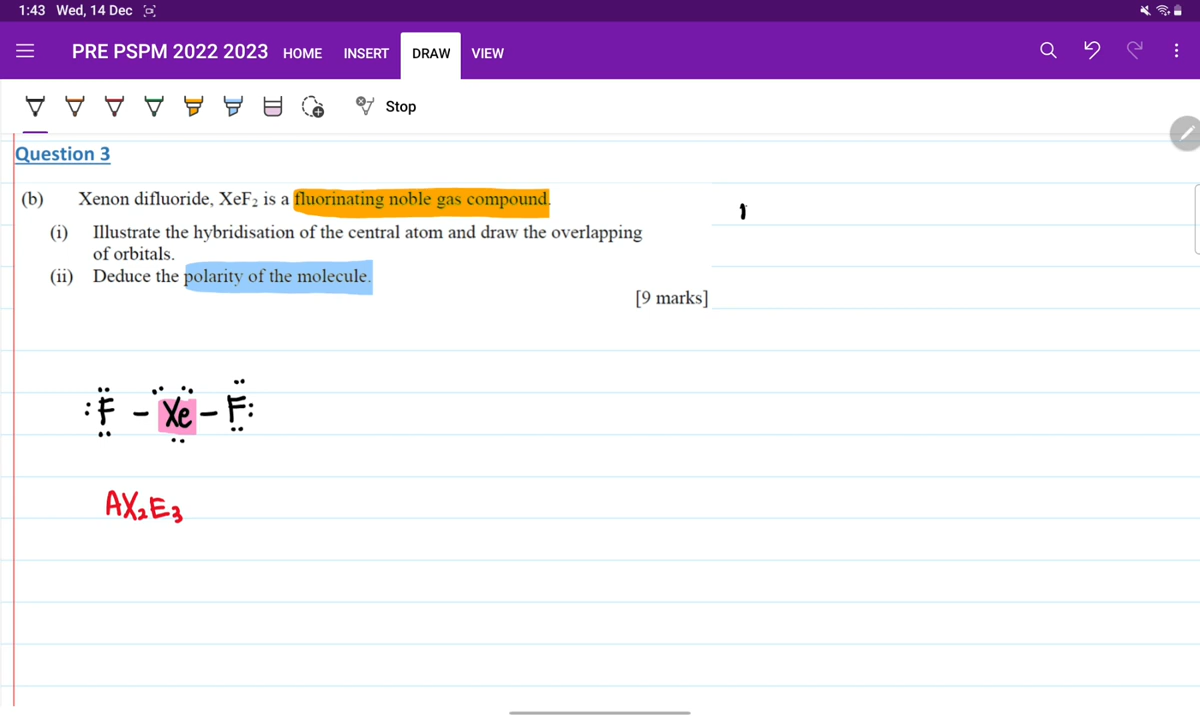 1:43 Wed, 14 Dec
PRE PSPM 2022 2023 HOME INSERT DRAW VIEW
Stop
Question 3
(b) Xenon difluoride, XeF₂ is a fluorinating noble gas compound.
(i) Illustrate the hybridisation of the central atom and draw the overlapping
of orbitals.
(ii) Deduce the polarity of the molecule.
[9 marks]
:F̤̈ - Xe - F̤̈:
AX₂E₃